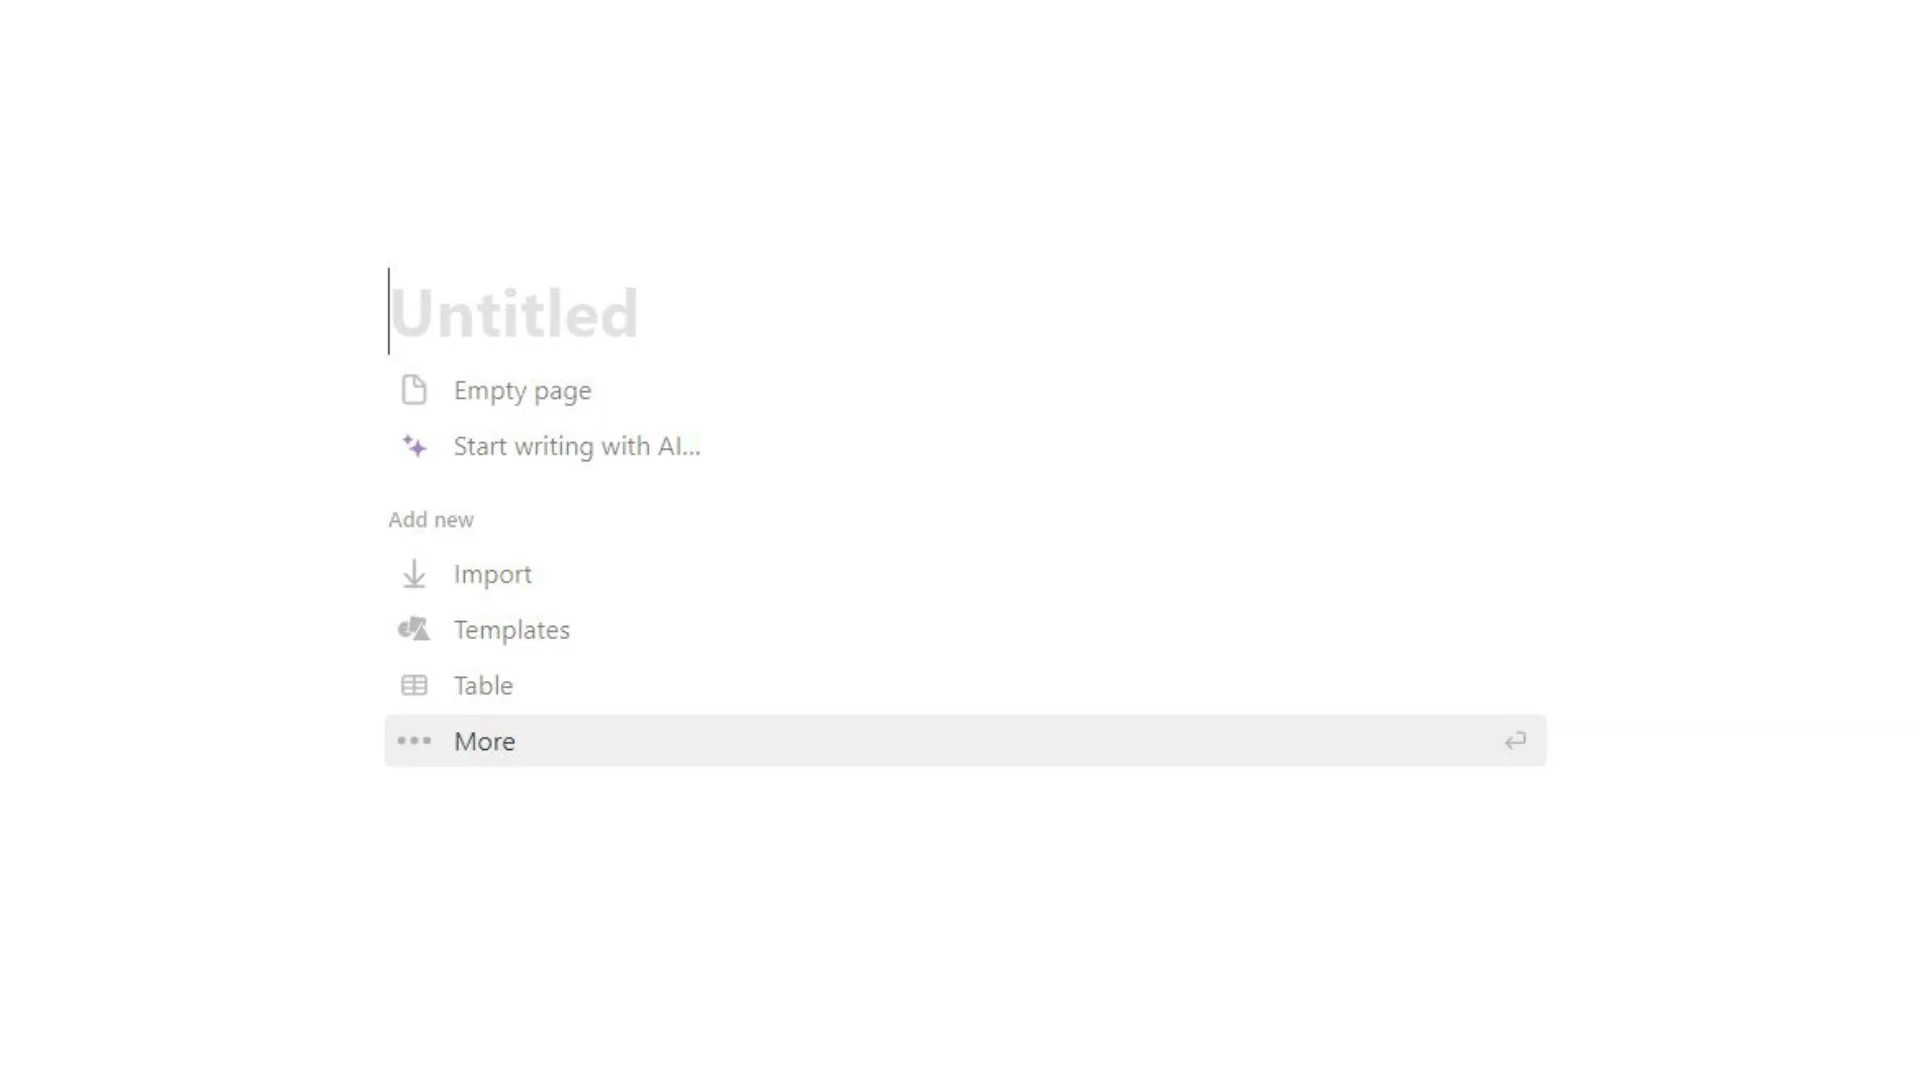 Untitled
Empty page
Start writing with AI...
Add new
Import
Templates
Table
More